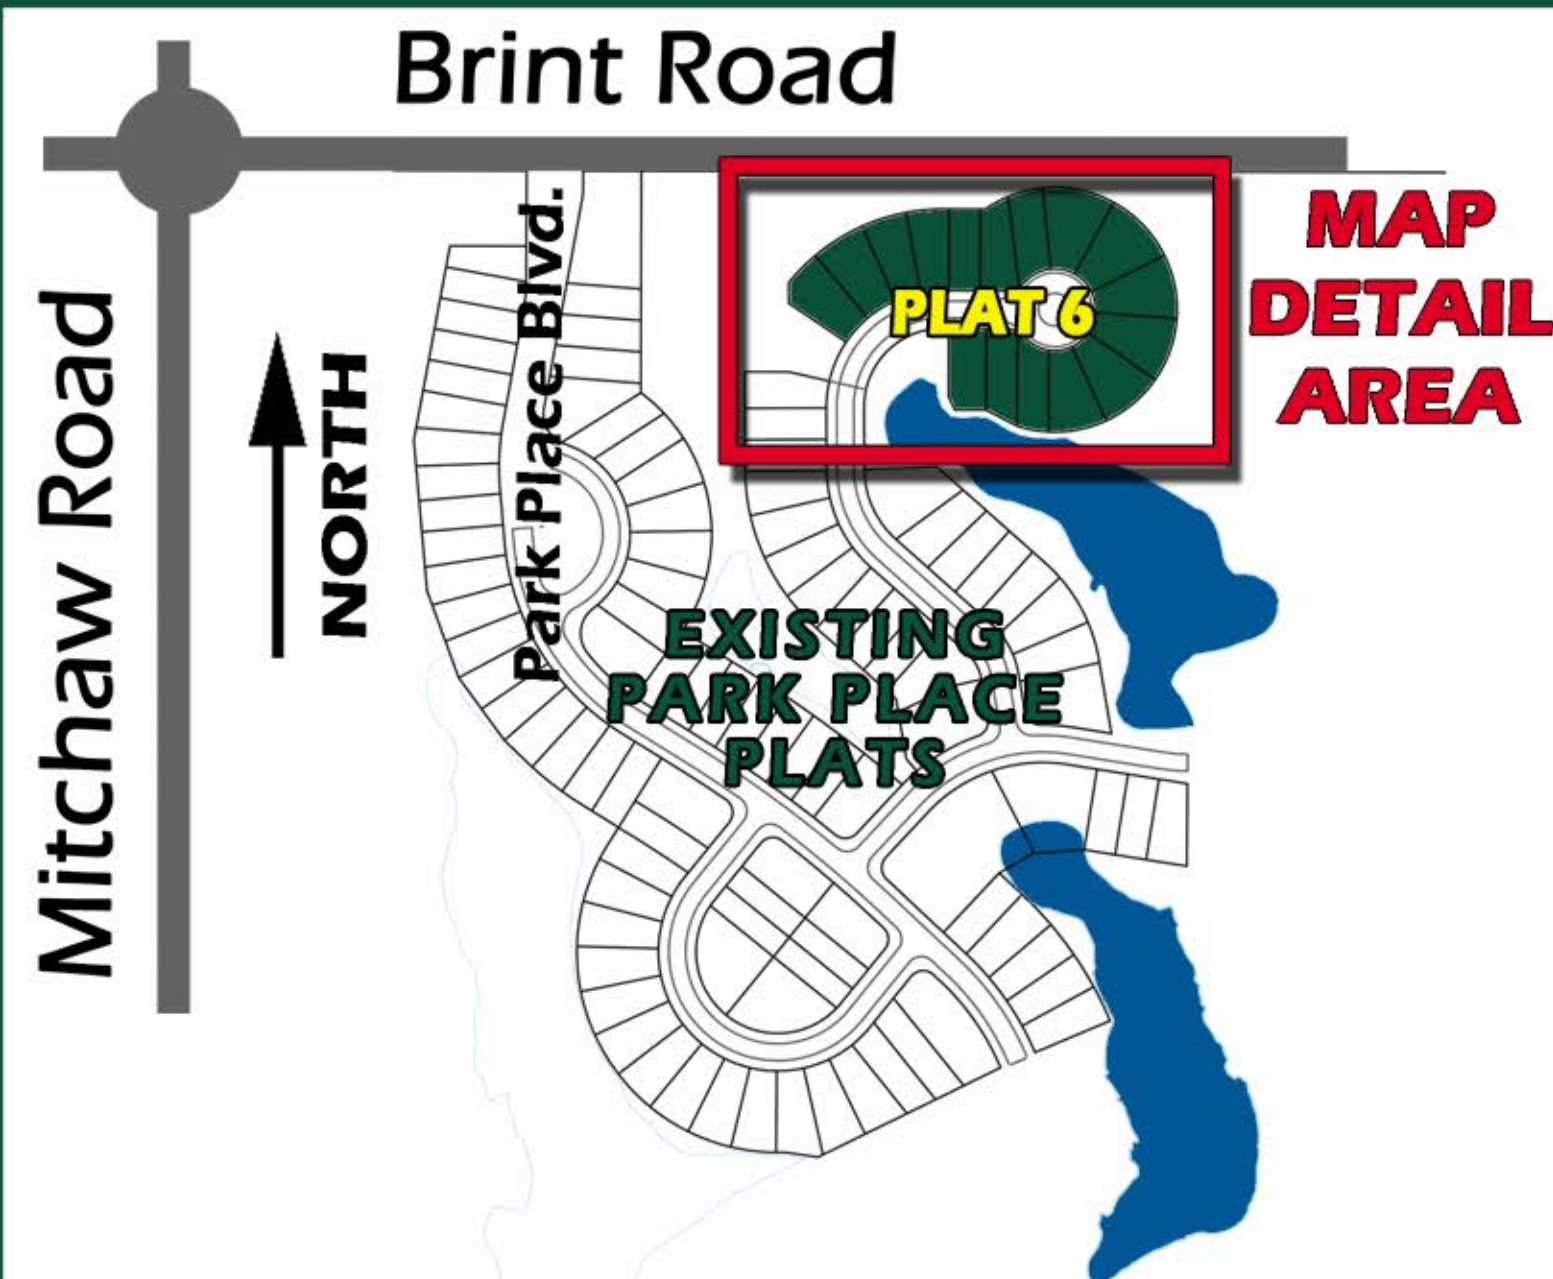 Brint Road
Mitchaw Road
NORTH
Park Place Blvd.
PLAT 6
MAP
DETAIL
AREA
EXISTING
PARK PLACE
PLATS